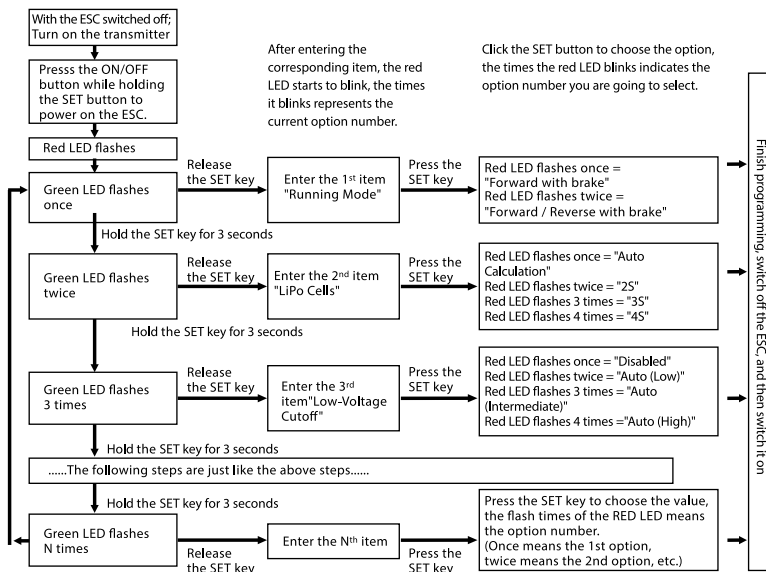 With the ESC switched off;
Turn on the transmitter
Presss the ON/OFF
button while holding
the SET button to
power on the ESC.
Red LED flashes
After entering the
corresponding item, the red
LED starts to blink, the times
it blinks represents the
current option number.
Click the SET button to choose the option,
the times the red LED blinks indicates the
option number you are going to select.
Green LED flashes
once
Release
the SET key
Enter the 1st item
"Running Mode"
Press the
SET key
Red LED flashes once =
"Forward with brake"
Red LED flashes twice =
"Forward / Reverse with brake"
Hold the SET key for 3 seconds
Green LED flashes
twice
Release
the SET key
Enter the 2nd item
"LiPo Cells"
Press the
SET key
Red LED flashes once ="Auto
Calculation"
Red LED flashes twice = "2S"
Red LED flashes 3 times = "3S"
Red LED flashes 4 times = "4S"
Hold the SET key for 3 seconds
Green LED flashes
3 times
Release
the SET key
Enter the 3rd
item"Low-Voltage
Cutoff"
Press the
SET key
Red LED flashes once = "Disabled"
Red LED flashes twice = "Auto (Low)"
Red LED flashes 3 times = "Auto
(Intermediate)"
Red LED flashes 4 times ="Auto (High)"
Hold the SET key for 3 seconds
......The following steps are just like the above steps......
Hold the SET key for 3 seconds
Green LED flashes
N times
Release
the SET key
Enter the Nth item
Press the
SET key
Press the SET key to choose the value,
the flash times of the RED LED means
the option number.
(Once means the 1st option,
twice means the 2nd option, etc.)
Finish programming, switch off the ESC, and then switch it on